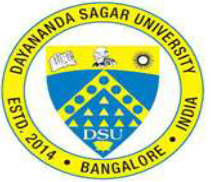 DAYANANDA SAGAR UNIVERSITY
DSU
ESTD. 2014 • BANGALORE • INDIA